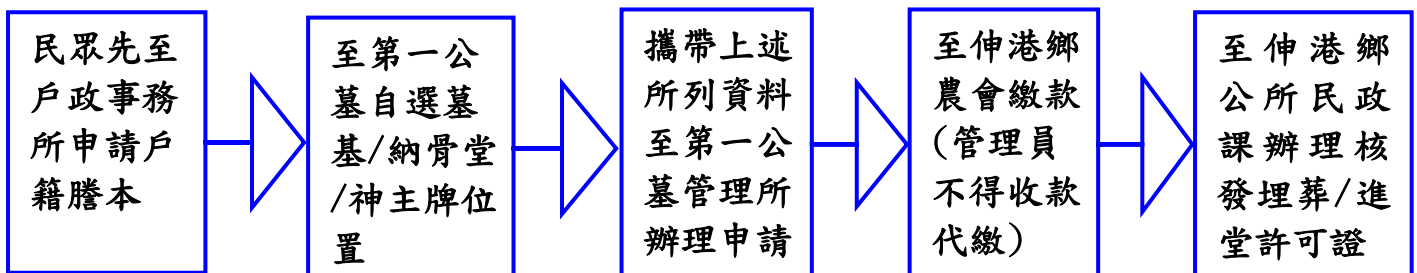 民眾先至
戶政事務
所申請戶
籍謄本
至第一公
墓自選墓
基/納骨堂
/神主牌位
置
攜帶上述
所列資料
至第一公
墓管理所
辦理申請
至伸港鄉
農會繳款
(管理員
不得收款
代繳)
至伸港鄉
公所民政
課辦理核
發埋葬/進
堂許可證